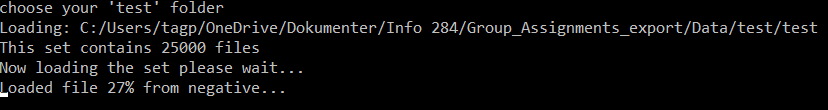 choose your 'test' folder
Loading: C:/Users/tagp/OneDrive/Dokumenter/Info 284/Group_Assignments_export/Data/test/test
This set contains 25000 files
Now loading the set please wait...
Loaded file 27% from negative...